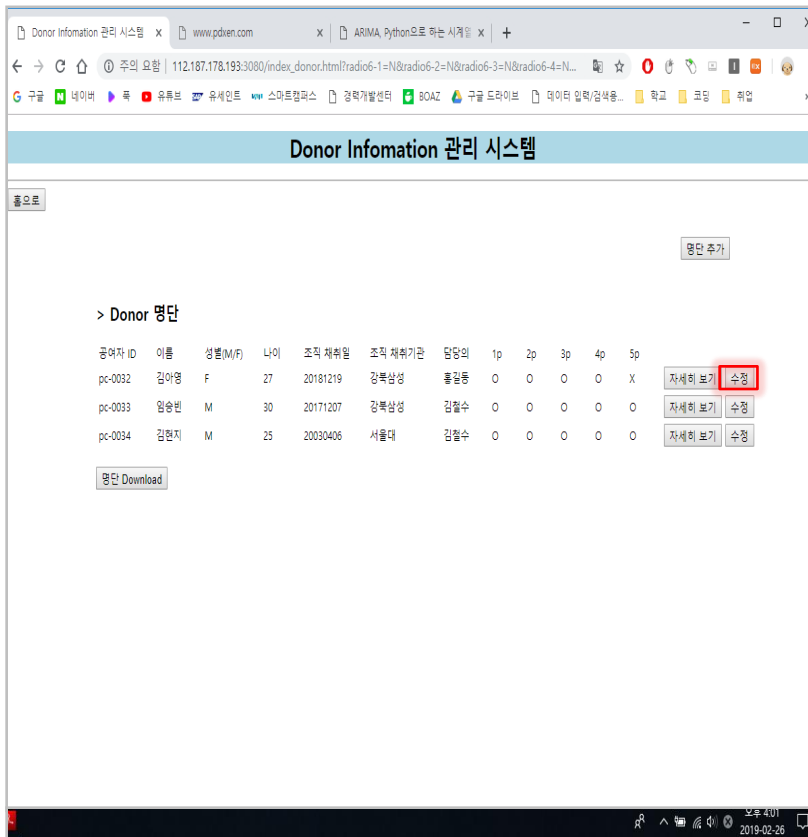 Donor Infomation 관리 시스템
www.pdxen.com
ARIMA, Python으로 하는 시계열
주의 요함 | 112.187.178.193:3080/index_donor.html?radio6-1=N&radio6-2=N&radio6-3=N&radio6-4=N...
구글 네이버 푹 유튜브 유세인트 스마트캠퍼스 경력개발센터 BOAZ 구글 드라이브 데이터 입력/검색용... 학교 코딩 취업
Donor Infomation 관리 시스템
홈으로
명단 추가
> Donor 명단
공여자 ID 이름 성별(M/F) 나이 조직 채취일 조직 채취기관 담당의 1p 2p 3p 4p 5p
pc-0032 김아영 F 27 20181219 강북삼성 홍길동 O O O O X 자세히 보기 수정
pc-0033 임승빈 M 30 20171207 강북삼성 김철수 O O O O O 자세히 보기 수정
pc-0034 김현지 M 25 20030406 서울대 김철수 O O O O O 자세히 보기 수정
명단 Download
오후 4:01
2019-02-26